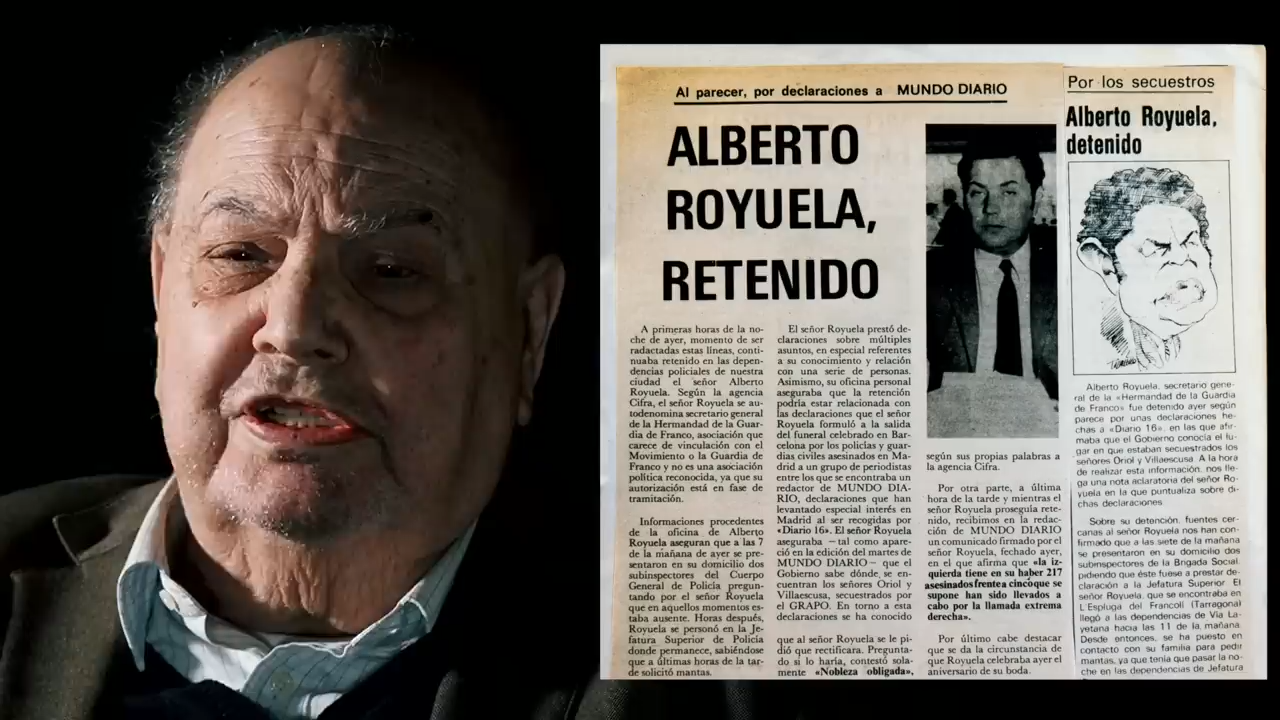 Al parecer, por declaraciones a MUNDO DIARIO
ALBERTO
ROYUELA,
RETENIDO
A primeras horas de la no-
che de ayer, momento de ser
radactadas estas líneas, conti-
nuaba retenido en las depen-
dencias policiales de nuestra
ciudad el señor Alberto
Royuela. Según la agencia
Cifra, el señor Royuela se au-
todenomina secretario general
de la Hermandad de la Guar-
dia de Franco, asociación que
carece de vinculación con el
Movimiento o la Guardia de
Franco y no es una asociación
política reconocida, ya que su
autorización está en fase de
tramitación.
Informaciones procedentes
de la oficina de Alberto
Royuela aseguran que a las 7
de la mañana de ayer se pre-
sentaron en su domicilio dos
subinspectores del Cuerpo
General de Policía pregun-
tando por el señor Royuela
que en aquellos momentos es-
taba ausente. Horas después,
Royuela se personó en la Je-
fatura Superior de Policía
donde permanece, sabiéndose
que a últimas horas de la tar-
de solicitó mantas.
El señor Royuela prestó de-
claraciones sobre múltiples
asuntos, en especial referentes
a su conocimiento y relación
con una serie de personas.
Asimismo, su oficina personal
aseguraba que la retención
podría estar relacionada con
las declaraciones que el señor
Royuela formuló a la salida
del funeral celebrado en Bar-
celona por los policías y guar-
dias civiles asesinados en Ma-
drid a un grupo de periodistas
entre los que se encontraba un
redactor de MUNDO DIA-
RIO, declaraciones que han
levantado especial interés en
Madrid al ser recogidas por
«Diario 16». El señor Royuela
aseguraba —tal como apare-
ció en la edición del martes de
MUNDO DIARIO— que el
Gobierno sabe dónde, se en-
cuentran los señores Oriol y
Villaescusa, secuestrados por
el GRAPO. En torno a esta
declaraciones se ha conocido
que al señor Royuela se le pi-
dió que rectificara. Pregunta-
do si lo haría, contestó sola-
mente «Nobleza obligada»,
según sus propias palabras a
la agencia Cifra.
Por otra parte, a última
hora de la tarde y mientras el
señor Royuela proseguía rete-
nido, recibimos en la redac-
ción de MUNDO DIARIO
un comunicado firmado por el
señor Royuela, fechado ayer,
en el que afirma que «la iz-
quierda tiene en su haber 217
asesinados frente a cinco que se
supone han sido llevados a
cabo por la llamada extrema
derecha».
Por último cabe destacar
que se da la circunstancia de
que Royuela celebraba ayer el
aniversario de su boda.
Por los secuestros
Alberto Royuela,
detenido
Alberto Royuela, secretario gene-
ral de la «Hermandad de la Guardia
de Franco» fue detenido ayer según
parece por unas declaraciones he-
chas a «Diario 16», en las que afir-
maba que el Gobierno conocía el lu-
gar en que estaban secuestrados los
señores Oriol y Villaescusa. A la hora
de realizar esta información, nos lle-
ga una nota aclaratoria del señor Ro-
yuela en la que puntualiza sobre di-
chas declaraciones.
Sobre su detención, fuentes cer-
canas al señor Royuela nos han con-
firmado que a las siete de la mañana
se presentaron en su domicilio dos
subinspectores de la Brigada Social,
pidiendo que éste fuese a prestar de-
claración a la Jefatura Superior. El
señor Royuela, que se encontraba en
L'Espluga del Francolí (Tarragona)
llegó a las dependencias de Vía La-
yetana hacia las 11 de la mañana.
Desde entonces, se ha puesto en
contacto con su familia para pedir
mantas, ya que tenía que pasar la no-
che en las dependencias de Jefatura